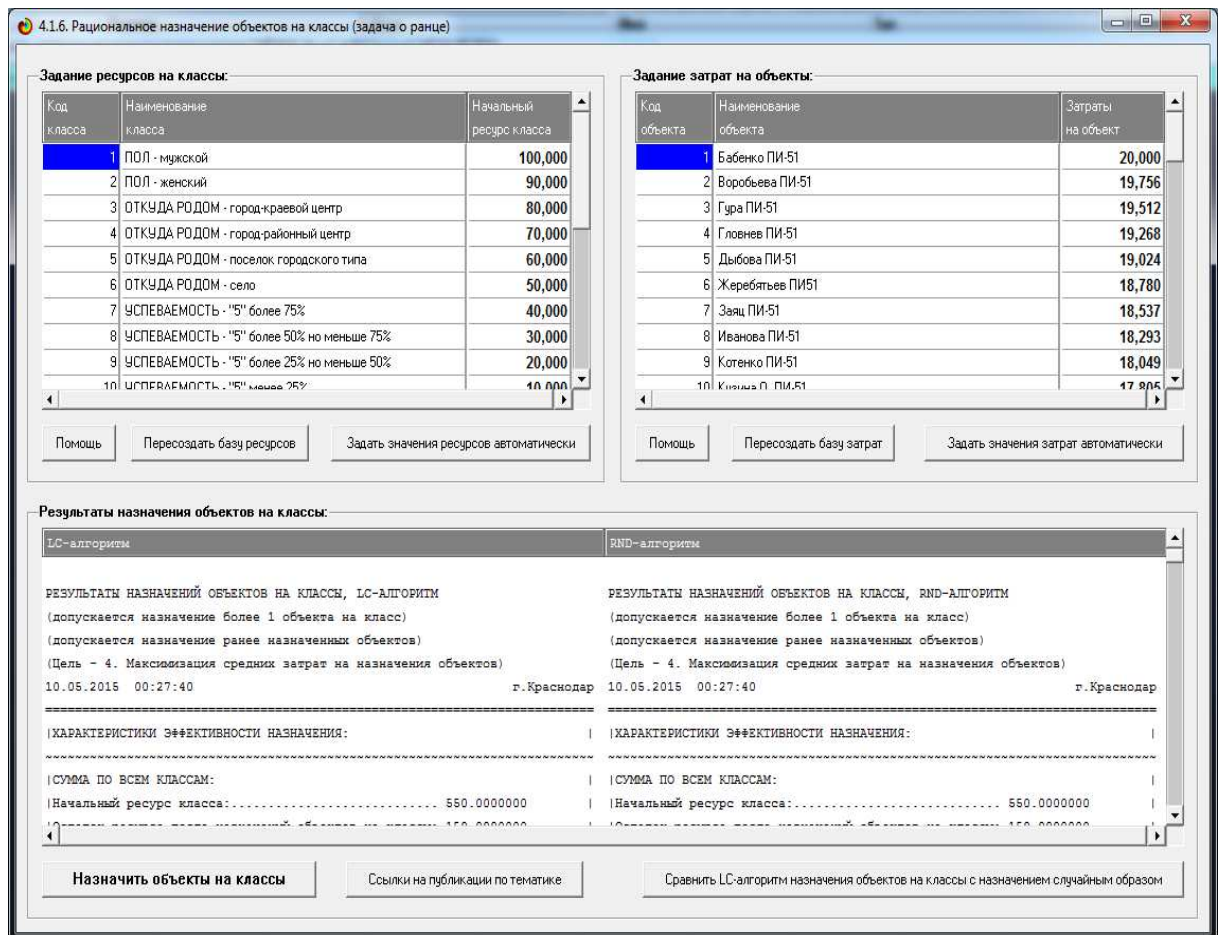 4.1.6. Рациональное назначение объектов на классы (задача о ранце)
Задание ресурсов на классы:
Код класса Наименование класса Начальный ресурс класса
1 ПОЛ - мужской 100,000
2 ПОЛ - женский 90,000
3 ОТКУДА РОДОМ - город-краевой центр 80,000
4 ОТКУДА РОДОМ - город-районный центр 70,000
5 ОТКУДА РОДОМ - поселок городского типа 60,000
6 ОТКУДА РОДОМ - село 50,000
7 УСПЕВАЕМОСТЬ - "5" более 75% 40,000
8 УСПЕВАЕМОСТЬ - "5" более 50% но меньше 75% 30,000
9 УСПЕВАЕМОСТЬ - "5" более 25% но меньше 50% 20,000
10 УСПЕВАЕМОСТЬ - "5" менее 25% 10,000
Помощь
Пересоздать базу ресурсов
Задать значения ресурсов автоматически
Задание затрат на объекты:
Код объекта Наименование объекта Затраты на объект
1 Бабенко ПИ-51 20,000
2 Воробьева ПИ-51 19,756
3 Гура ПИ-51 19,512
4 Гловнев ПИ-51 19,268
5 Дыбова ПИ-51 19,024
6 Жеребятьев ПИ51 18,780
7 Заяц ПИ-51 18,537
8 Иванова ПИ-51 18,293
9 Котенко ПИ-51 18,049
10 ПИ-51 17,805
Помощь
Пересоздать базу затрат
Задать значения затрат автоматически
Результаты назначения объектов на классы:
LC-алгоритм
РЕЗУЛЬТАТЫ НАЗНАЧЕНИЙ ОБЪЕКТОВ НА КЛАССЫ, LC-АЛГОРИТМ
(допускается назначение более 1 объекта на класс)
(допускается назначение ранее назначенных объектов)
(Цель - 4. Максимизация средних затрат на назначения объектов)
10.05.2015 00:27:40 г.Краснодар
|ХАРАКТЕРИСТИКИ ЭФФЕКТИВНОСТИ НАЗНАЧЕНИЯ: |
|СУММА ПО ВСЕМ КЛАССАМ: |
|Начальный ресурс класса:............................ 550.0000000 |
RND-алгоритм
РЕЗУЛЬТАТЫ НАЗНАЧЕНИЙ ОБЪЕКТОВ НА КЛАССЫ, RND-АЛГОРИТМ
(допускается назначение более 1 объекта на класс)
(допускается назначение ранее назначенных объектов)
(Цель - 4. Максимизация средних затрат на назначения объектов)
10.05.2015 00:27:40 г.Краснодар
|ХАРАКТЕРИСТИКИ ЭФФЕКТИВНОСТИ НАЗНАЧЕНИЯ: |
|СУММА ПО ВСЕМ КЛАССАМ: |
|Начальный ресурс класса:............................ 550.0000000 |
Назначить объекты на классы
Ссылки на публикации по тематике
Сравнить LC-алгоритм назначения объектов на классы с назначением случайным образом